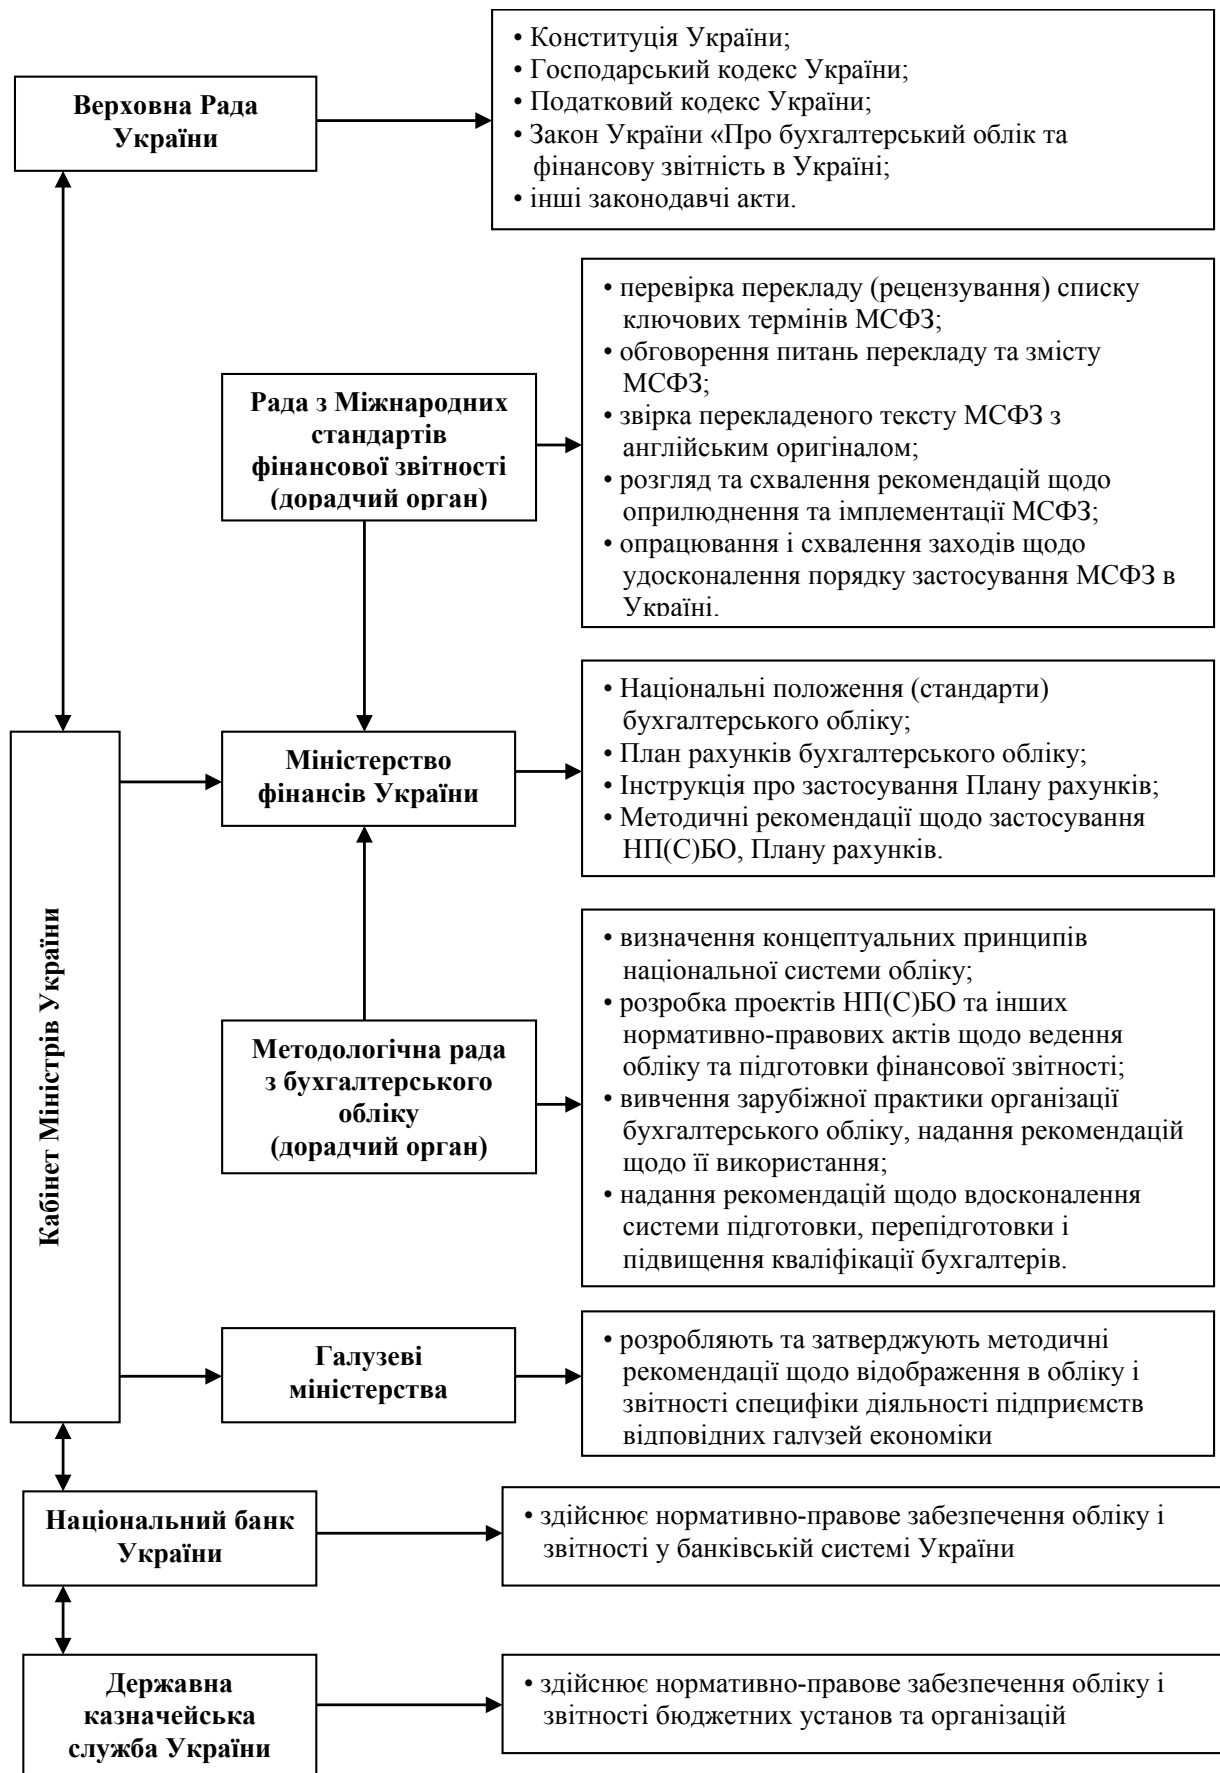 Верховна Рада
України
• Конституція України;
• Господарський кодекс України;
• Податковий кодекс України;
• Закон України «Про бухгалтерський облік та
фінансову звітність в Україні;
• інші законодавчі акти.
Рада з Міжнародних
стандартів
фінансової звітності
(дорадчий орган)
• перевірка перекладу (рецензування) списку
ключових термінів МСФЗ;
• обговорення питань перекладу та змісту
МСФЗ;
• звірка перекладеного тексту МСФЗ з
англійським оригіналом;
• розгляд та схвалення рекомендацій щодо
оприлюднення та імплементації МСФЗ;
• опрацювання і схвалення заходів щодо
удосконалення порядку застосування МСФЗ в
Україні.
Кабінет Міністрів України
Міністерство
фінансів України
• Національні положення (стандарти)
бухгалтерського обліку;
• План рахунків бухгалтерського обліку;
• Інструкція про застосування Плану рахунків;
• Методичні рекомендації щодо застосування
НП(С)БО, Плану рахунків.
Методологічна рада
з бухгалтерського
обліку
(дорадчий орган)
• визначення концептуальних принципів
національної системи обліку;
• розробка проектів НП(С)БО та інших
нормативно-правових актів щодо ведення
обліку та підготовки фінансової звітності;
• вивчення зарубіжної практики організації
бухгалтерського обліку, надання рекомендацій
щодо її використання;
• надання рекомендацій щодо вдосконалення
системи підготовки, перепідготовки і
підвищення кваліфікації бухгалтерів.
Галузеві
міністерства
• розробляють та затверджують методичні
рекомендації щодо відображення в обліку і
звітності специфіки діяльності підприємств
відповідних галузей економіки
Національний банк
України
• здійснює нормативно-правове забезпечення обліку і
звітності у банківській системі України
Державна
казначейська
служба України
• здійснює нормативно-правове забезпечення обліку і
звітності бюджетних установ та організацій